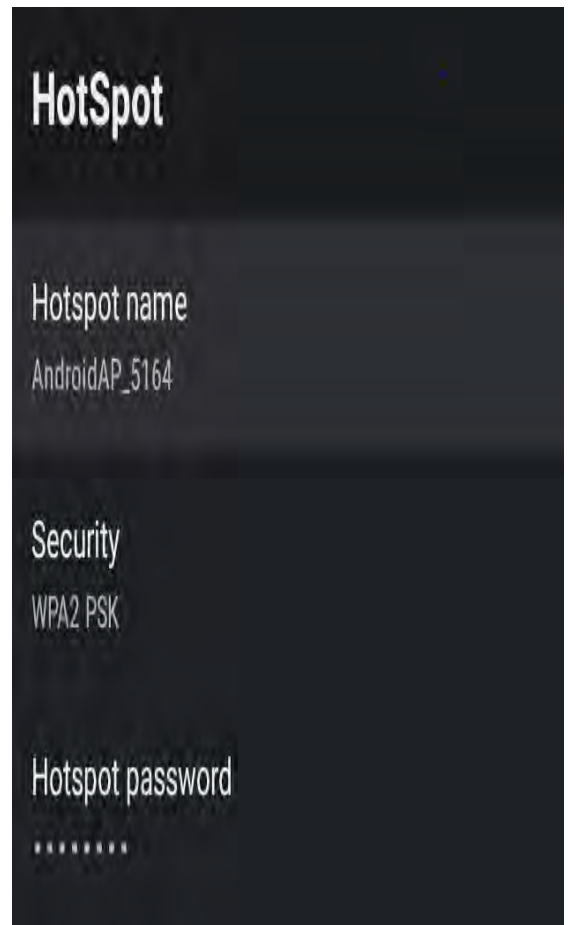 HotSpot
Hotspot name
AndroidAP_5164
Security
WPA2 PSK
Hotspot password
········